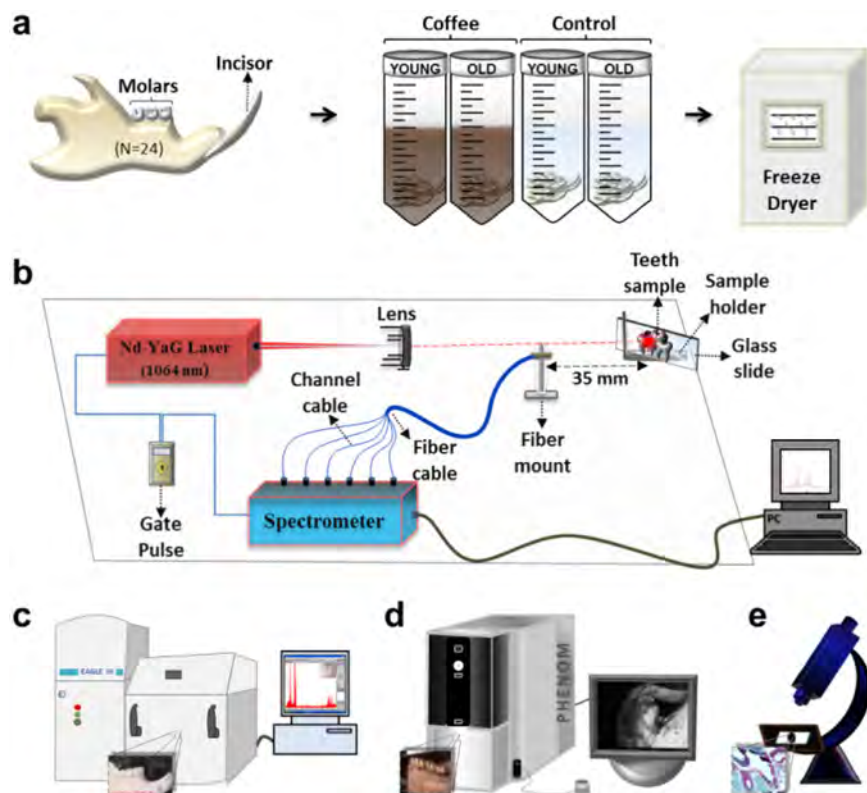 a
Coffee
Control
Incisor
Molars
(N=24)
YOUNG
OLD
YOUNG
OLD
Freeze
Dryer
b
Nd-YaG Laser
(1064 nm)
Lens
Teeth
sample
Sample
holder
Glass
slide
35 mm
Channel
cable
Fiber
cable
Fiber
mount
Gate
Pulse
Spectrometer
PC
c
EAGLE III
d
PHENOM
e